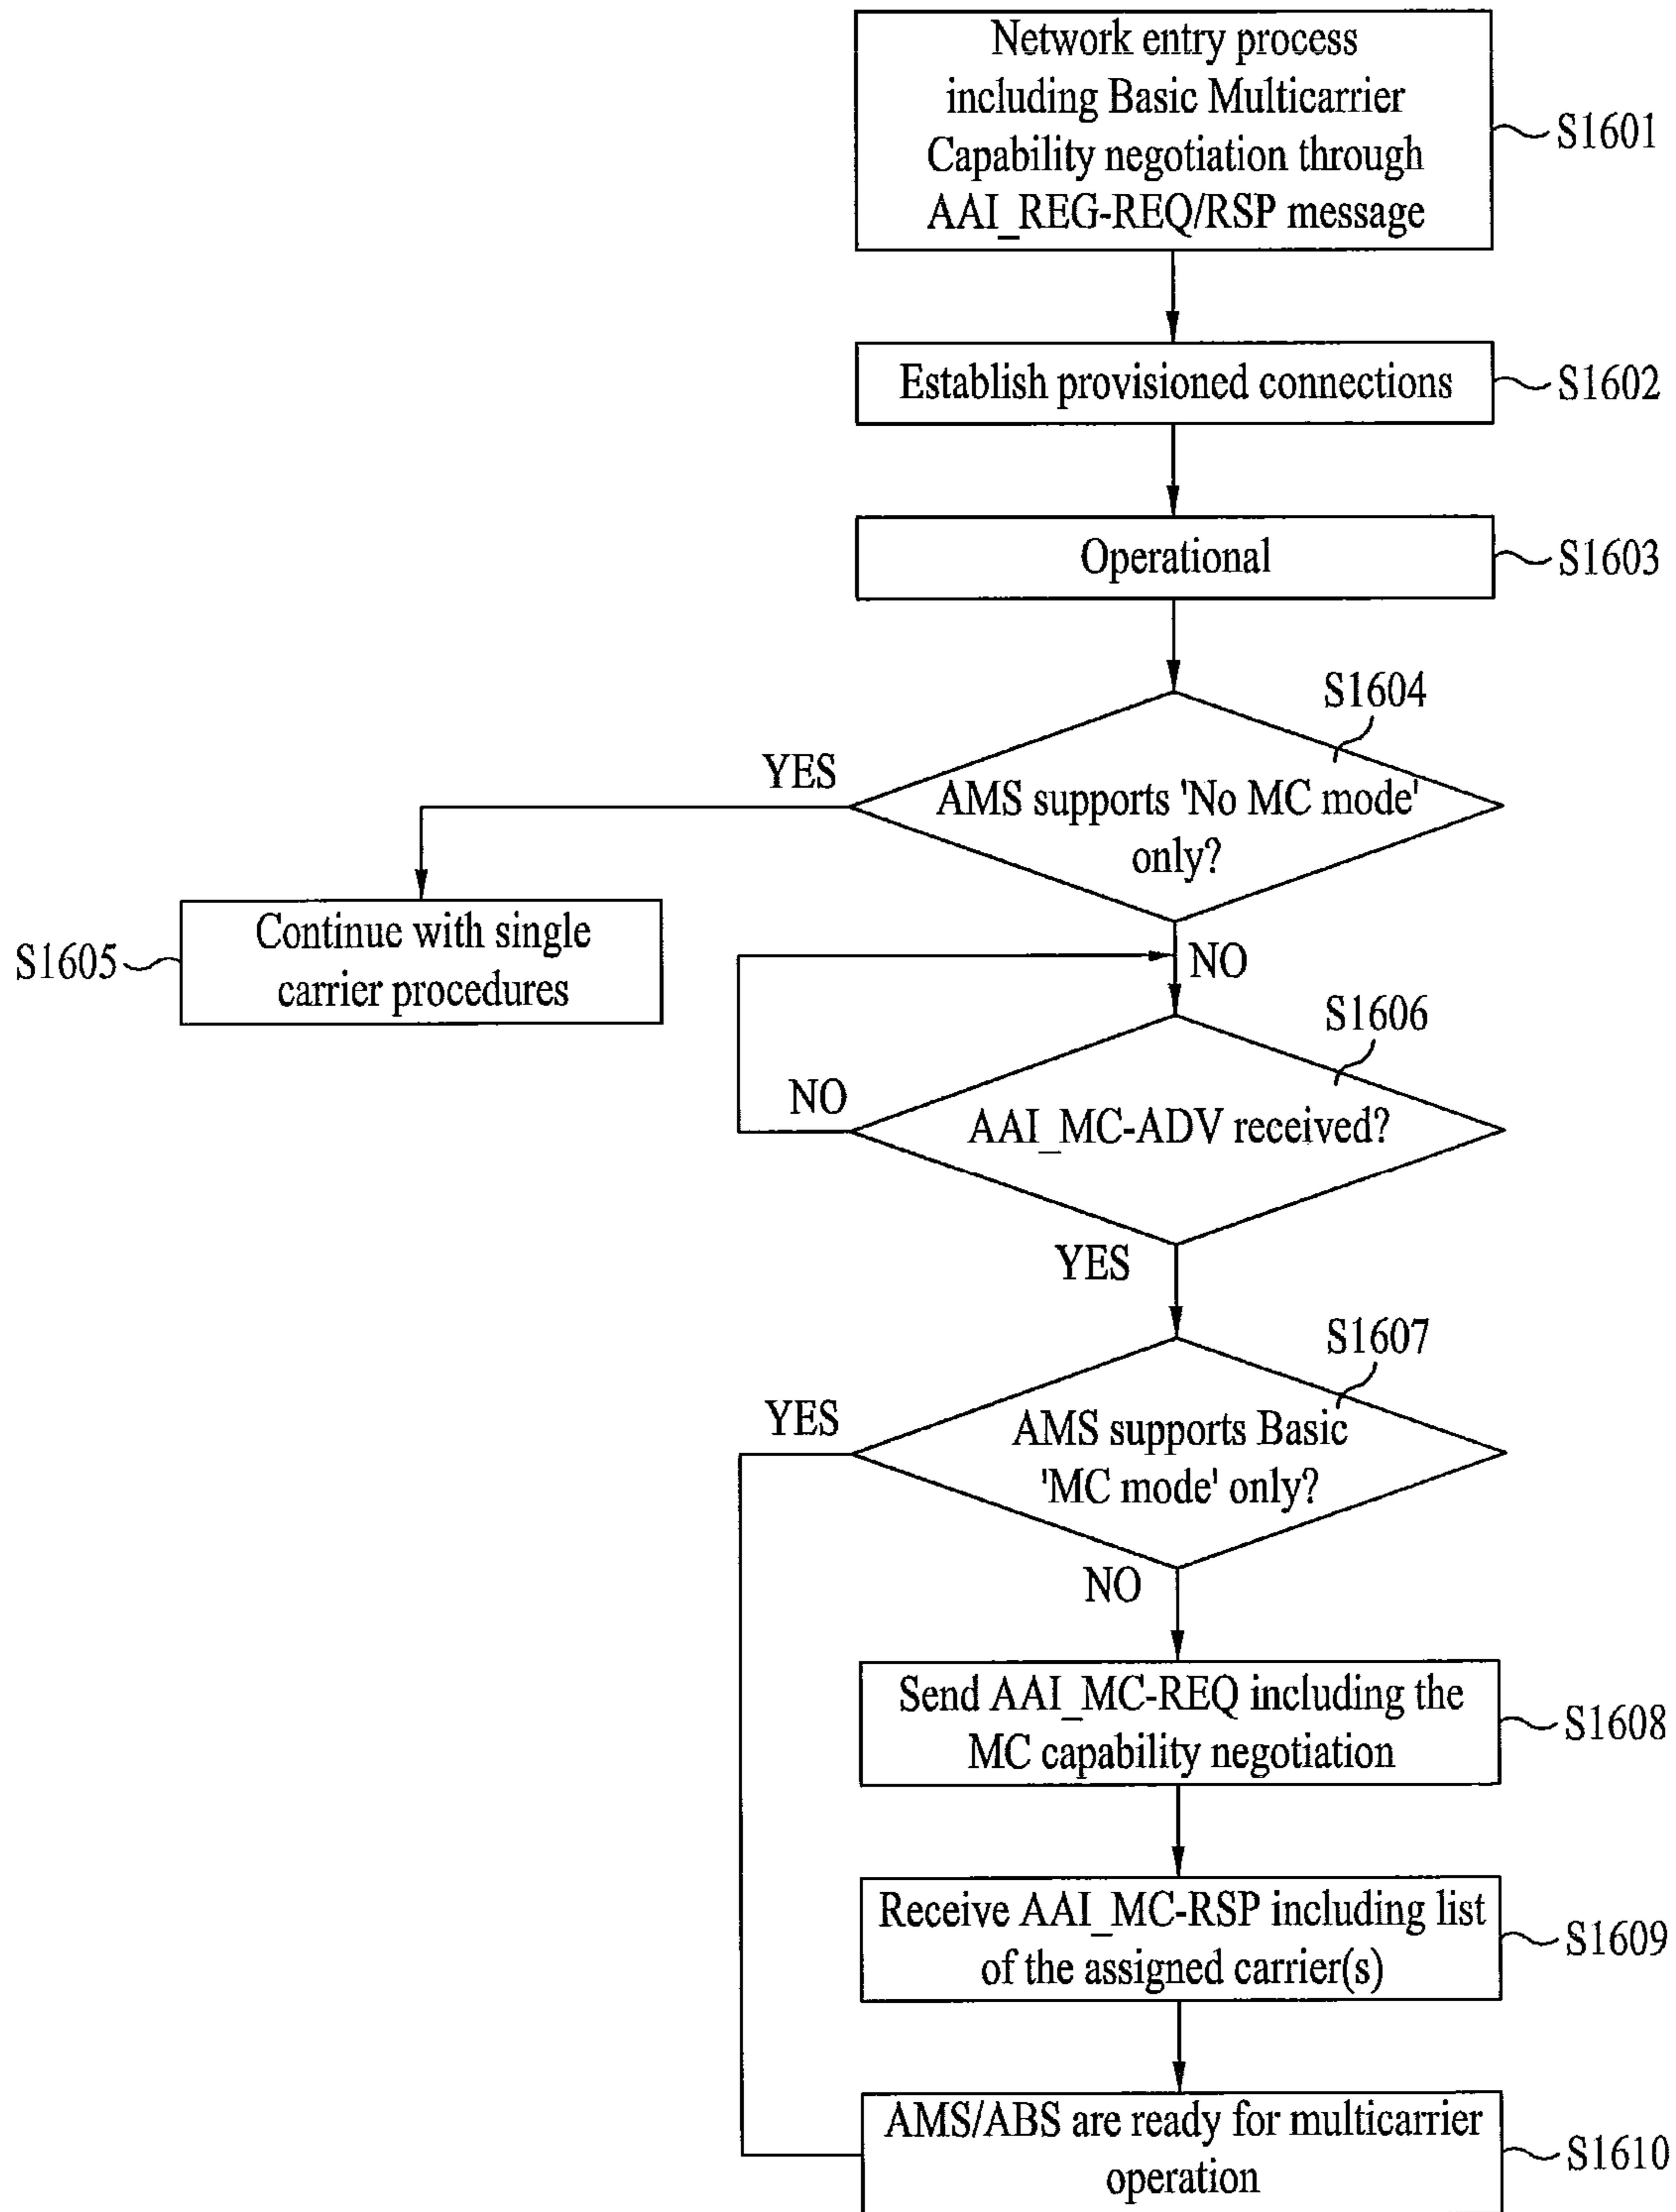 Network entry process
including Basic Multicarrier
Capability negotiation through
AAI_REG-REQ/RSP message
S1601
Establish provisioned connections
S1602
Operational
S1603
S1604
YES
AMS supports 'No MC mode'
only?
Continue with single
carrier procedures
S1605
NO
S1606
NO
AAI_MC-ADV received?
YES
S1607
YES
AMS supports Basic
'MC mode' only?
NO
Send AAI_MC-REQ including the
MC capability negotiation
S1608
Receive AAI_MC-RSP including list
of the assigned carrier(s)
S1609
AMS/ABS are ready for multicarrier
operation
S1610